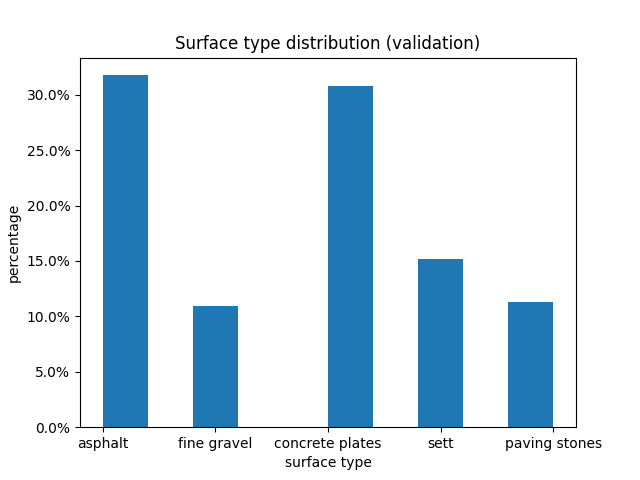 Surface type distribution (validation)
30.0%
25.0%
20.0%
15.0%
10.0%
5.0%
0.0%
percentage
asphalt fine gravel concrete plates sett paving stones
surface type